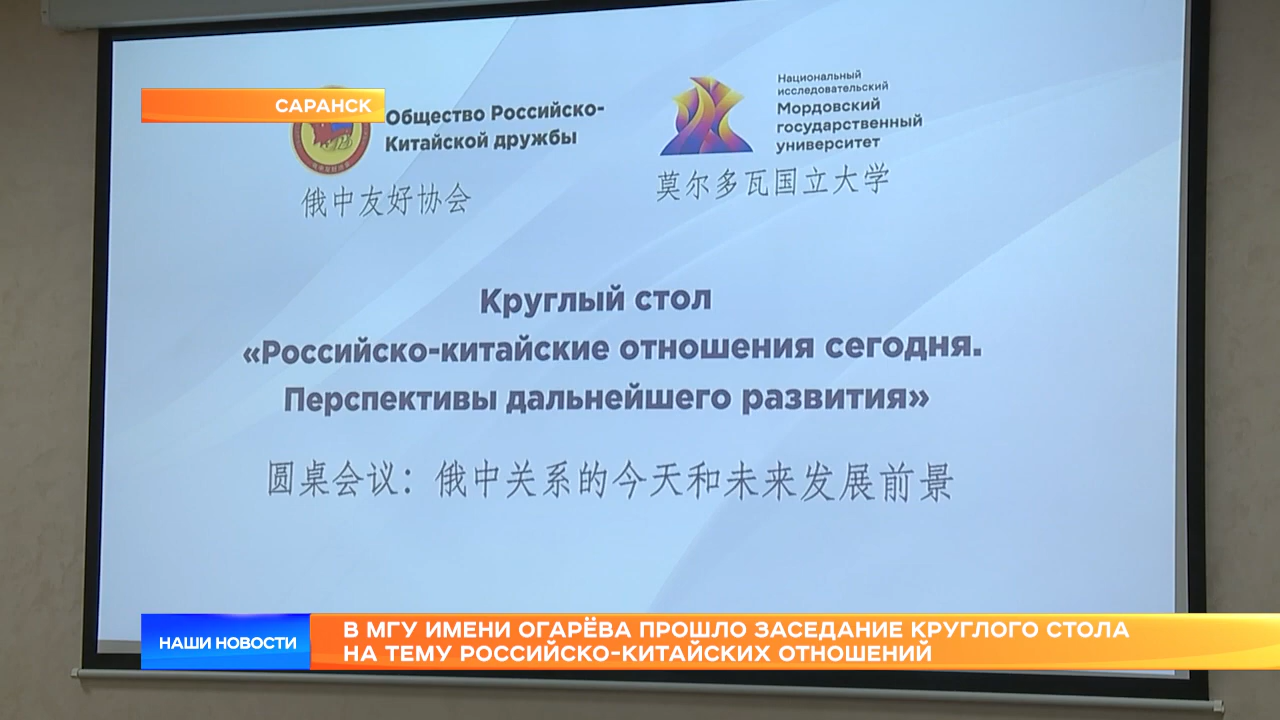 САРАНСК
Общество Российско-
Китайской дружбы
俄中友好协会
Национальный
исследовательский
Мордовский
государственный
университет
莫尔多瓦国立大学
Круглый стол
«Российско-китайские отношения сегодня.
Перспективы дальнейшего развития»
圆桌会议：俄中关系的今天和未来发展前景
НАШИ НОВОСТИ
В МГУ ИМЕНИ ОГАРЁВА ПРОШЛО ЗАСЕДАНИЕ КРУГЛОГО СТОЛА
НА ТЕМУ РОССИЙСКО-КИТАЙСКИХ ОТНОШЕНИЙ